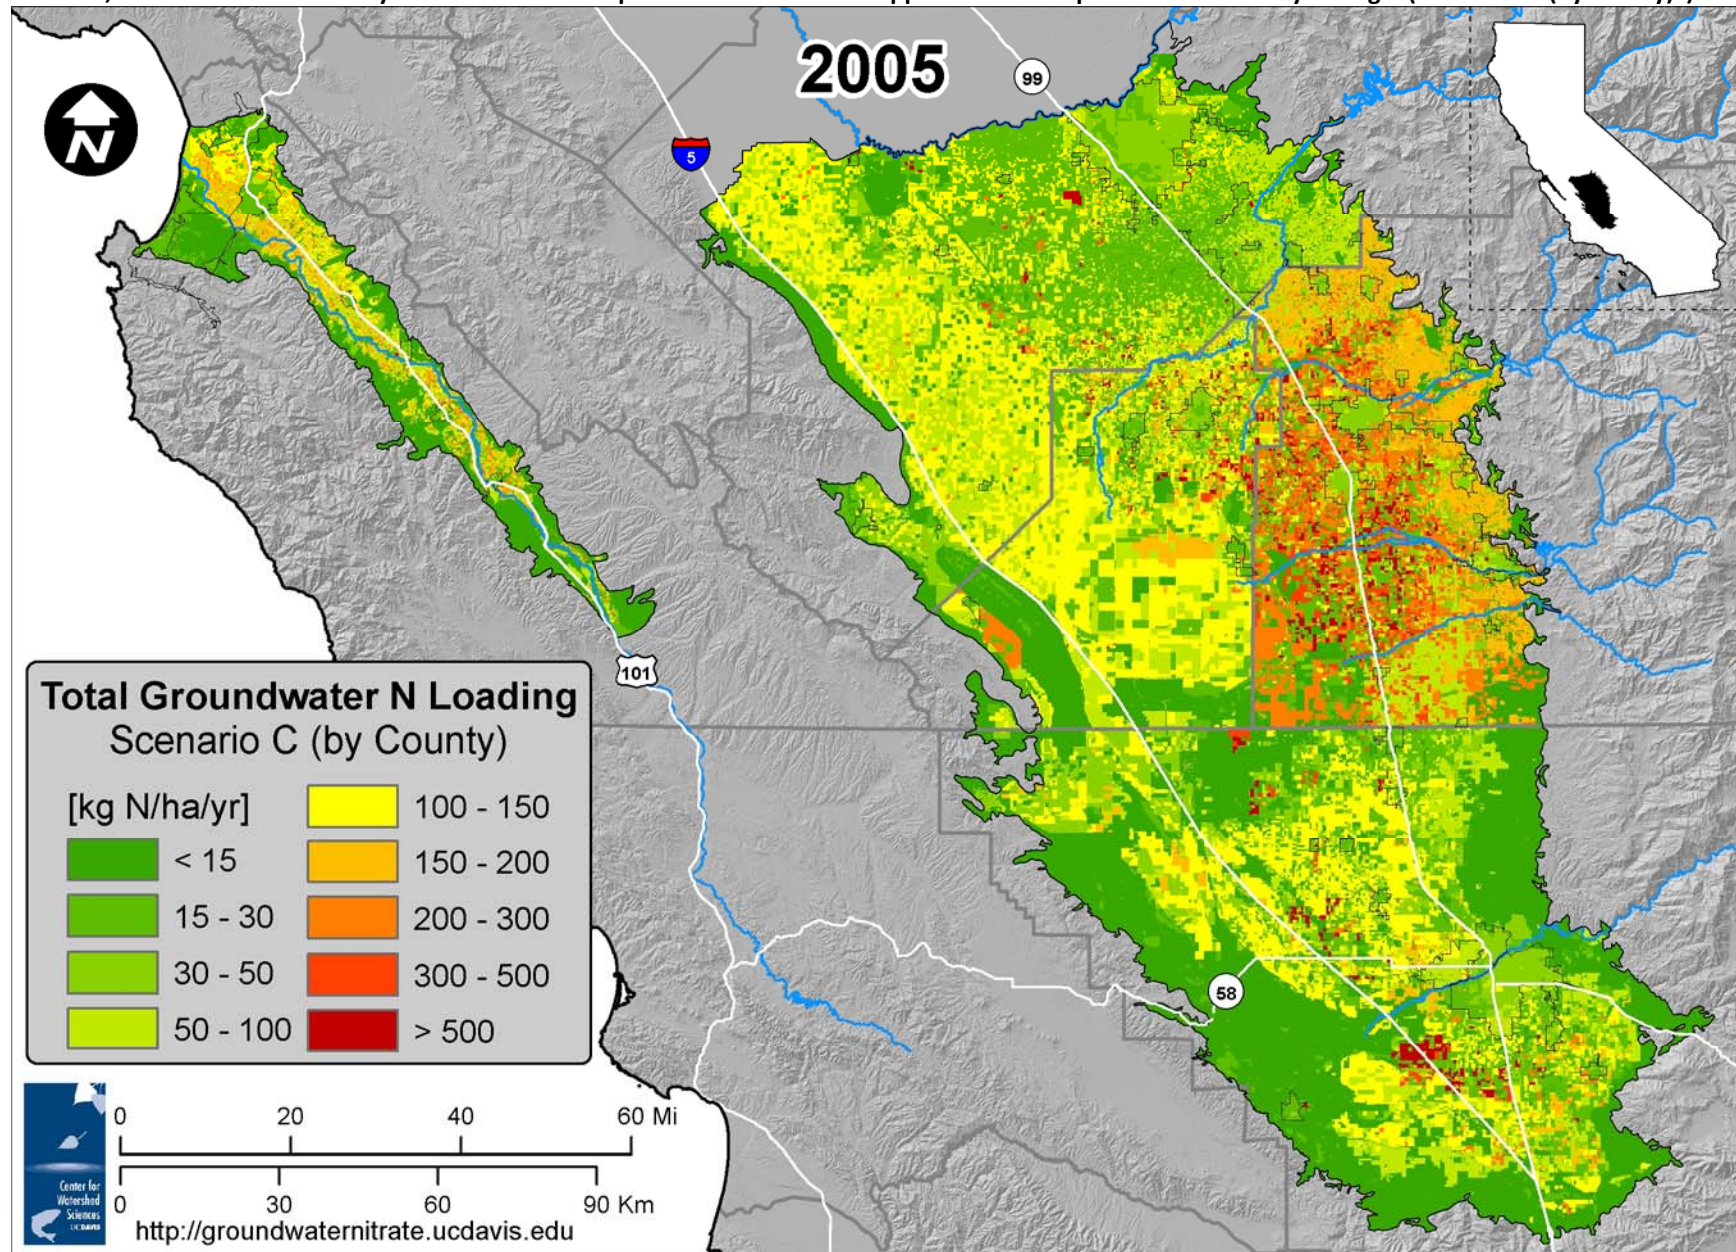 2005
N
99
5
101
58
Total Groundwater N Loading
Scenario C (by County)
[kg N/ha/yr]
< 15
15 - 30
30 - 50
50 - 100
100 - 150
150 - 200
200 - 300
300 - 500
> 500
0 20 40 60 Mi
0 30 60 90 Km
Center for
Watershed
Sciences
UC DAVIS
http://groundwaternitrate.ucdavis.edu